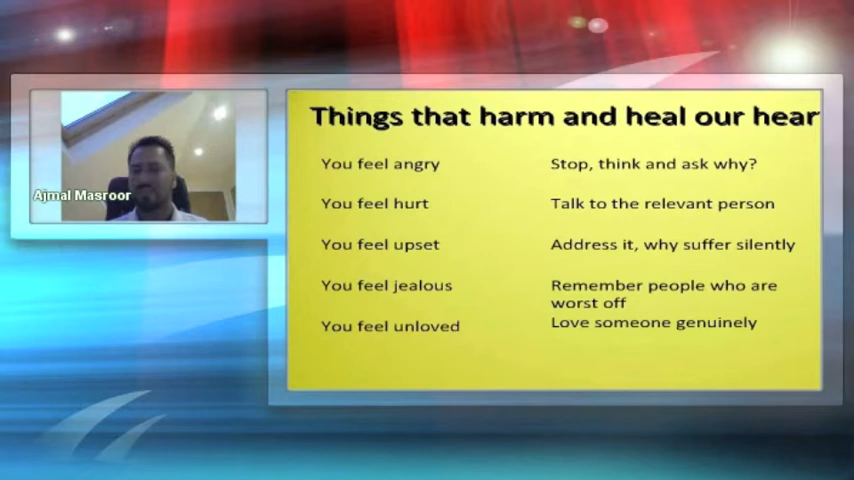 Things that harm and heal our hear
Ajmal Masroor
You feel angry
Stop, think and ask why?
You feel hurt
Talk to the relevant person
You feel upset
Address it, why suffer silently
You feel jealous
Remember people who are
worst off
You feel unloved
Love someone genuinely